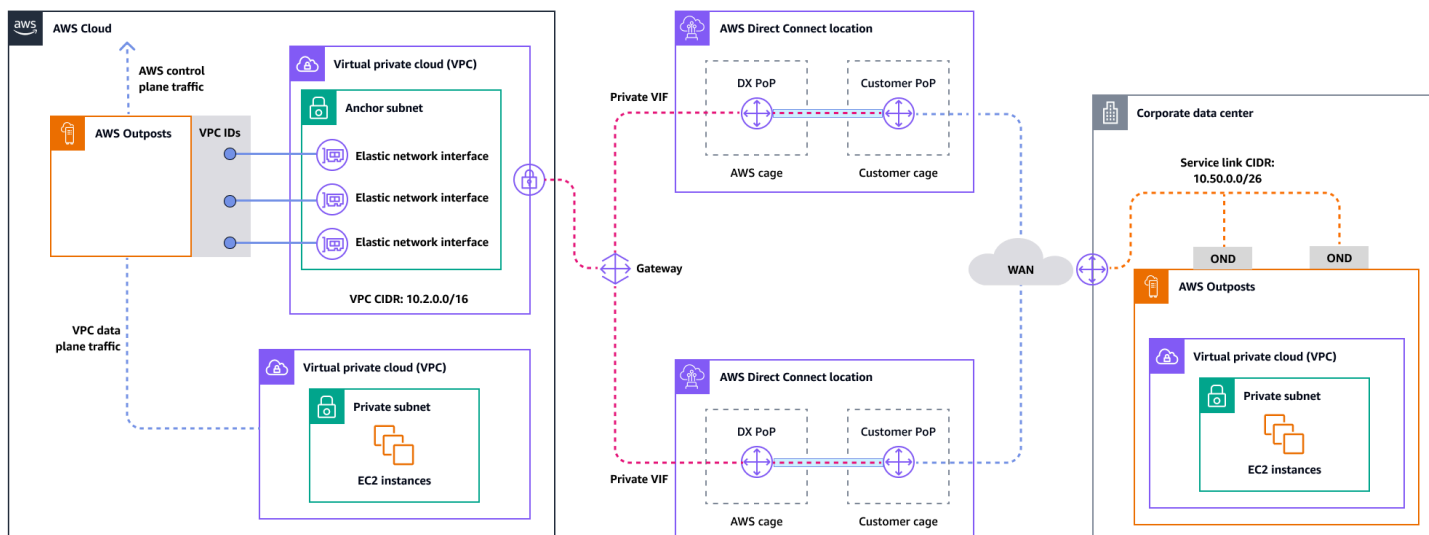 aws
AWS Cloud
AWS control
plane traffic
AWS Outposts
VPC IDs
Virtual private cloud (VPC)
Anchor subnet
Elastic network interface
Elastic network interface
Elastic network interface
VPC CIDR: 10.2.0.0/16
VPC data
plane traffic
Virtual private cloud (VPC)
Private subnet
EC2 instances
Gateway
Private VIF
AWS Direct Connect location
DX PoP
Customer PoP
AWS cage
Customer cage
Private VIF
AWS Direct Connect location
DX PoP
Customer PoP
AWS cage
Customer cage
WAN
Corporate data center
Service link CIDR:
10.50.0.0/26
OND
OND
AWS Outposts
Virtual private cloud (VPC)
Private subnet
EC2 instances